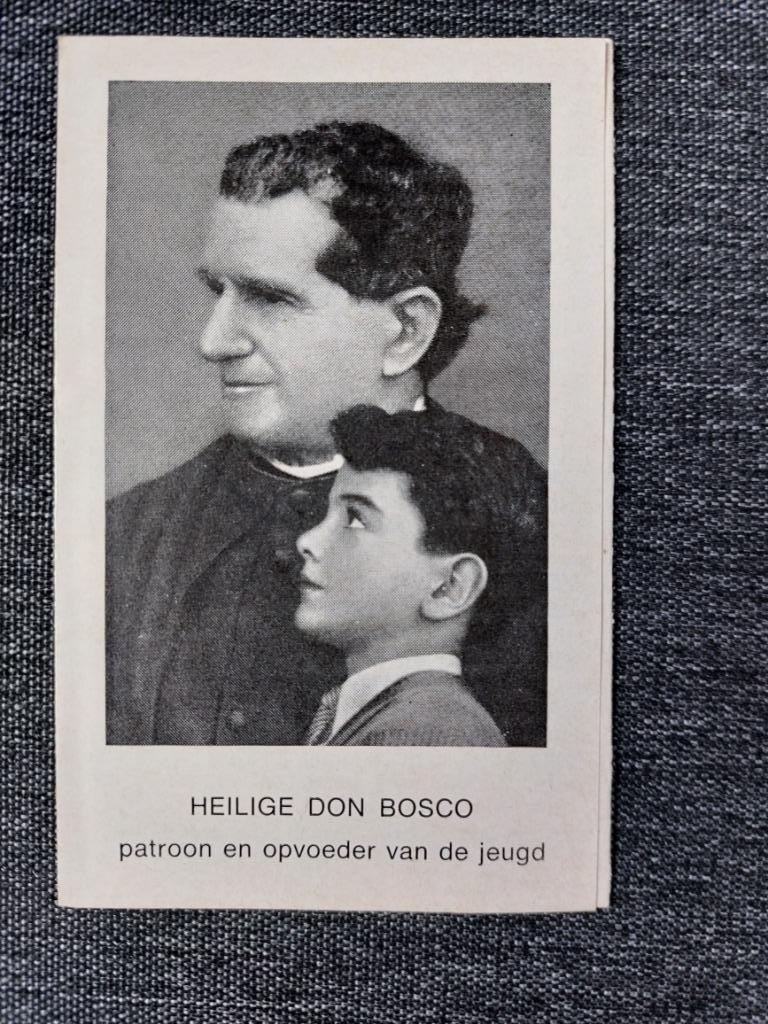 HEILIGE DON BOSCO
patroon en opvoeder van de jeugd